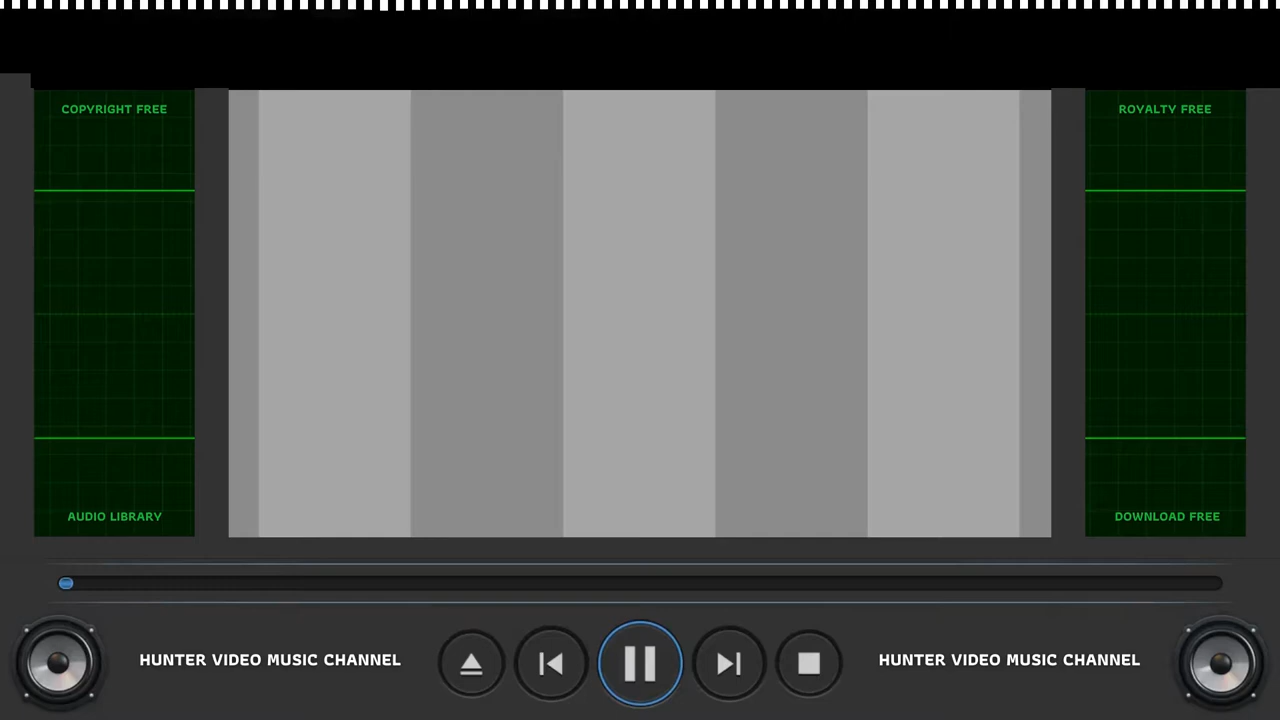 COPYRIGHT FREE
ROYALTY FREE
AUDIO LIBRARY
DOWNLOAD FREE
HUNTER VIDEO MUSIC CHANNEL
HUNTER VIDEO MUSIC CHANNEL